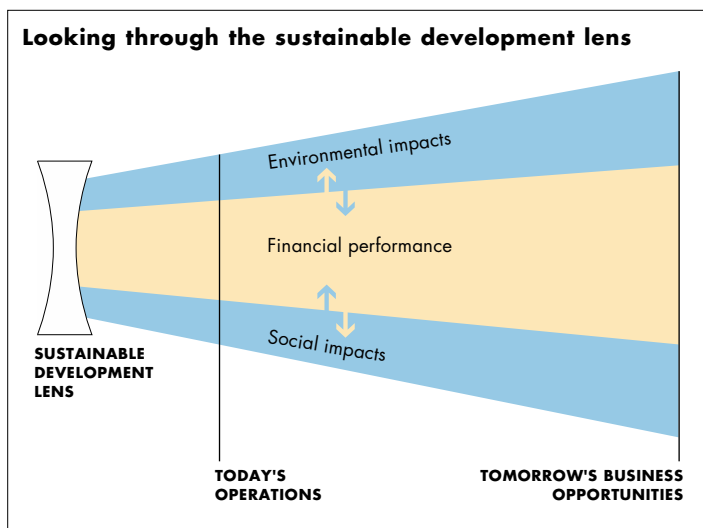 Looking through the sustainable development lens
Environmental impacts
Financial performance
Social impacts
SUSTAINABLE
DEVELOPMENT
LENS
TODAY'S
OPERATIONS
TOMORROW'S BUSINESS
OPPORTUNITIES